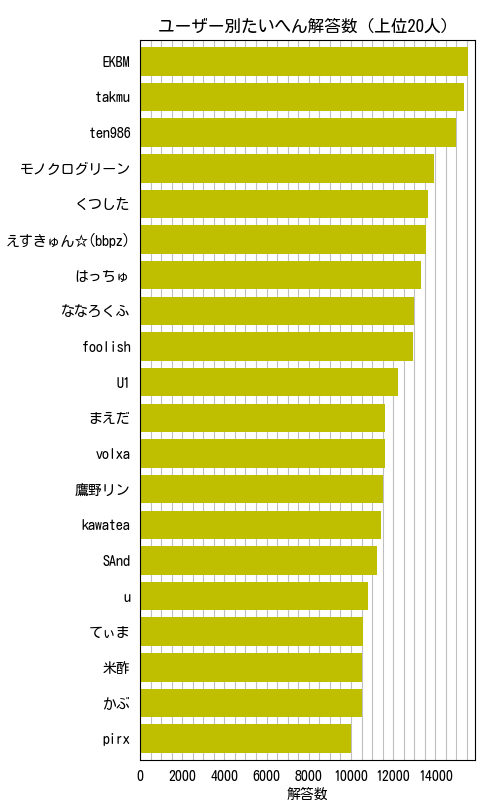 ユーザー別たいへん解答数 (上位20人)
EKBM
takmu
ten986
モノクログリーン
くつした
えすきゅん☆(bbpz)
はっちゅ
ななろくふ
foolish
U1
まえだ
volxa
鷹野リン
kawatea
SAnd
u
てぃま
米酢
かぶ
pirx
0 2000 4000 6000 8000 10000 12000 14000
解答数